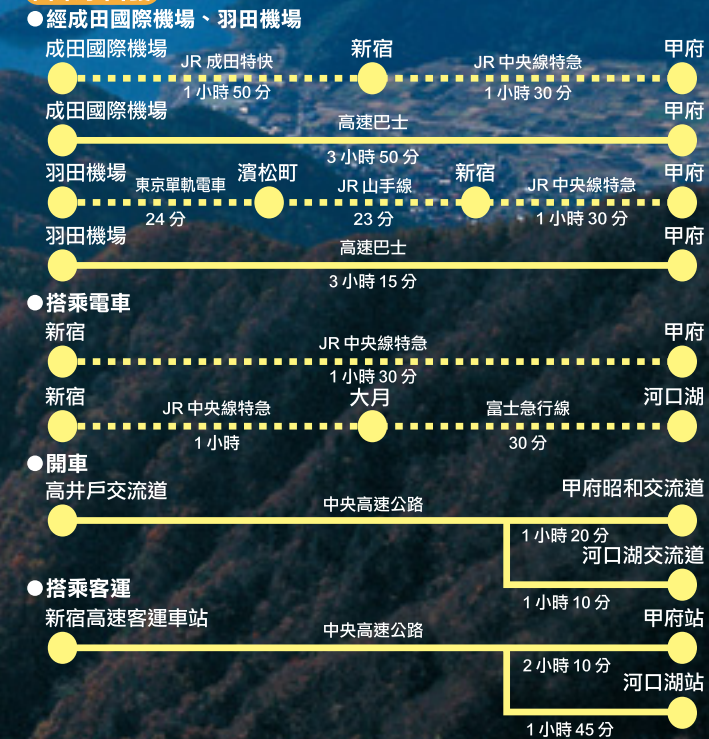 ●經成田國際機場、羽田機場
成田國際機場 新宿 甲府
JR 成田特快 JR 中央線特急
1 小時 50 分 1 小時 30 分
成田國際機場 甲府
高速巴士
3 小時 50 分
羽田機場 濱松町 新宿 甲府
東京單軌電車 JR 山手線 JR 中央線特急
24 分 23 分 1 小時 30 分
羽田機場 甲府
高速巴士
3 小時 15 分
●搭乘電車
新宿 甲府
JR 中央線特急
1 小時 30 分
新宿 大月 河口湖
JR 中央線特急 富士急行線
1 小時 30 分
●開車
高井戶交流道 甲府昭和交流道
中央高速公路
1 小時 20 分
河口湖交流道
1 小時 10 分
●搭乘客運
新宿高速客運車站 甲府站
中央高速公路
2 小時 10 分
河口湖站
1 小時 45 分